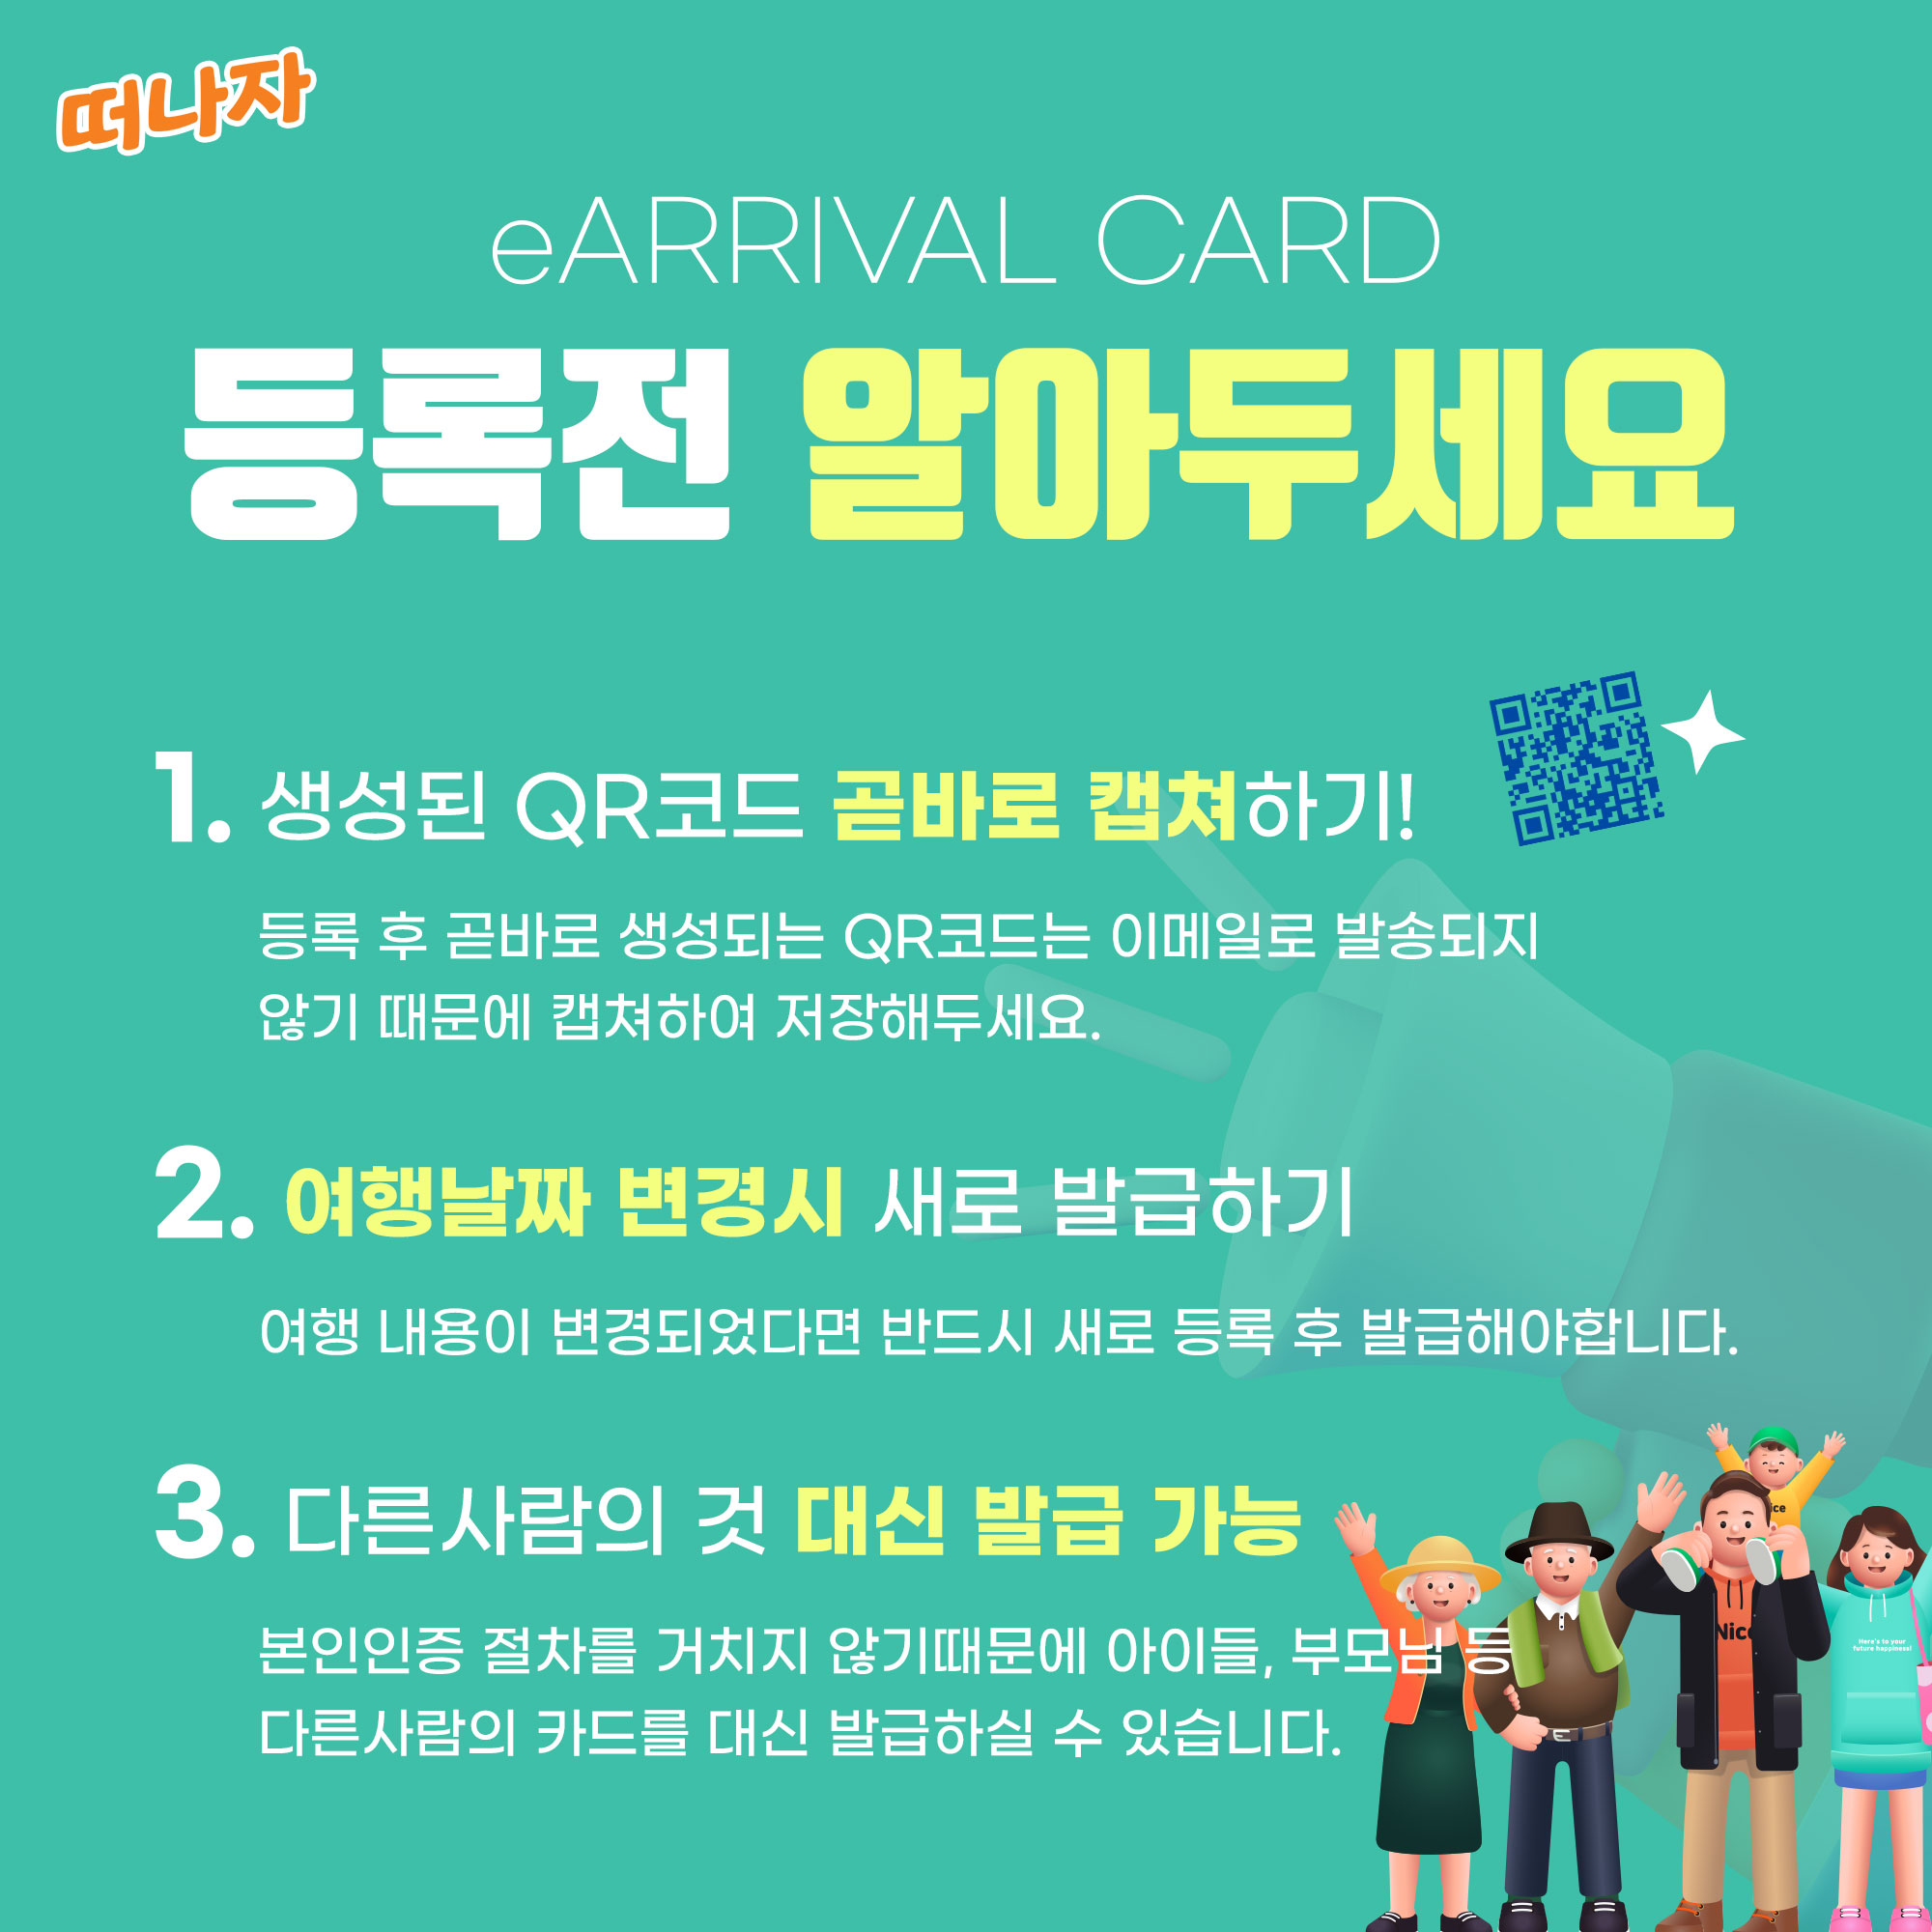 떠나자
eARRIVAL CARD
등록전 알아두세요
1. 생성된 QR코드 곧바로 캡쳐하기!
등록 후 곧바로 생성되는 QR코드는 이메일로 발송되지
않기 때문에 캡쳐하여 저장해두세요.
2. 여행날짜 변경시 새로 발급하기
여행 내용이 변경되었다면 반드시 새로 등록 후 발급해야합니다.
3. 다른사람의 것 대신 발급 가능
본인인증 절차를 거치지 않기때문에 아이들, 부모님 등
다른사람의 카드를 대신 발급하실 수 있습니다.
Nice
Here's to your
future happiness!